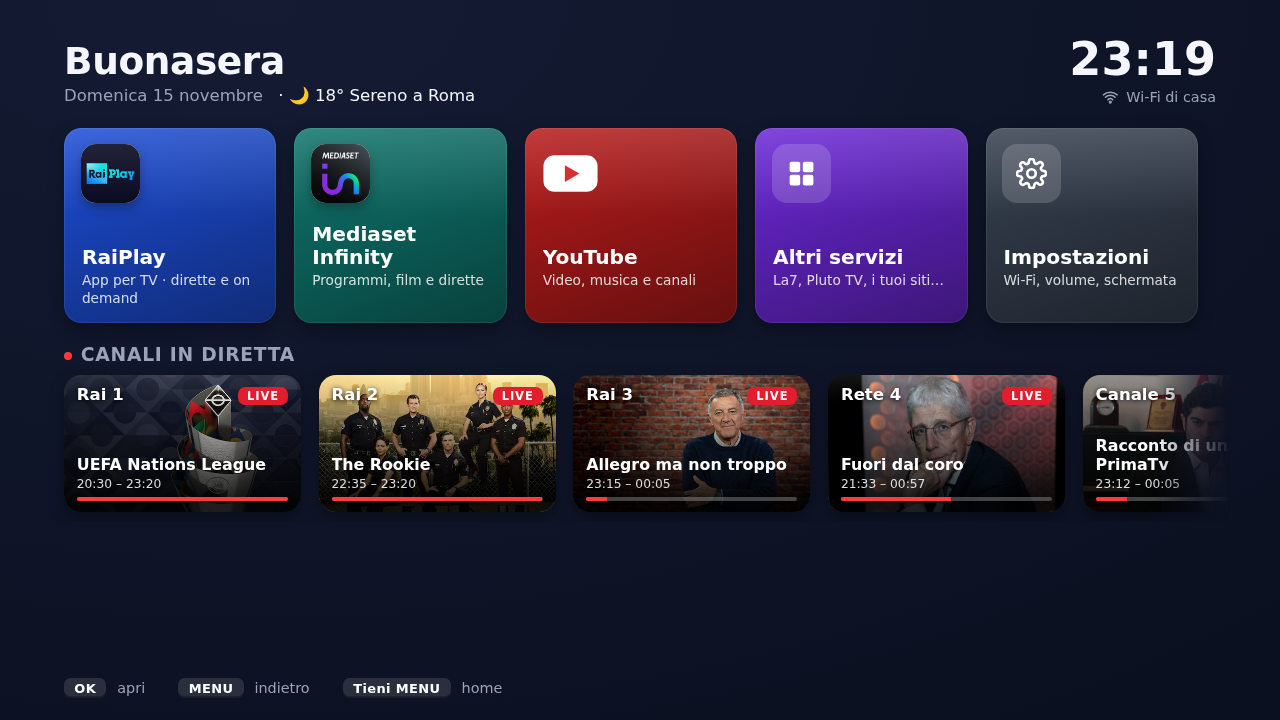 Buonasera
23:19
Domenica 15 novembre · 🌙 18° Sereno a Roma
Wi-Fi di casa
Rai Play
RaiPlay
App per TV · dirette e on
demand
MEDIASET
in
Mediaset
Infinity
Programmi, film e dirette
YouTube
Video, musica e canali
Altri servizi
La7, Pluto TV, i tuoi siti…
Impostazioni
Wi-Fi, volume, schermata
CANALI IN DIRETTA
Rai 1
LIVE
UEFA Nations League
20:30 – 23:20
Rai 2
LIVE
The Rookie
22:35 – 23:20
Rai 3
LIVE
Allegro ma non troppo
23:15 – 00:05
Rete 4
LIVE
Fuori dal coro
21:33 – 00:57
Canale 5
Racconto di un
PrimaTv
23:12 – 00:05
OK apri MENU indietro Tieni MENU home